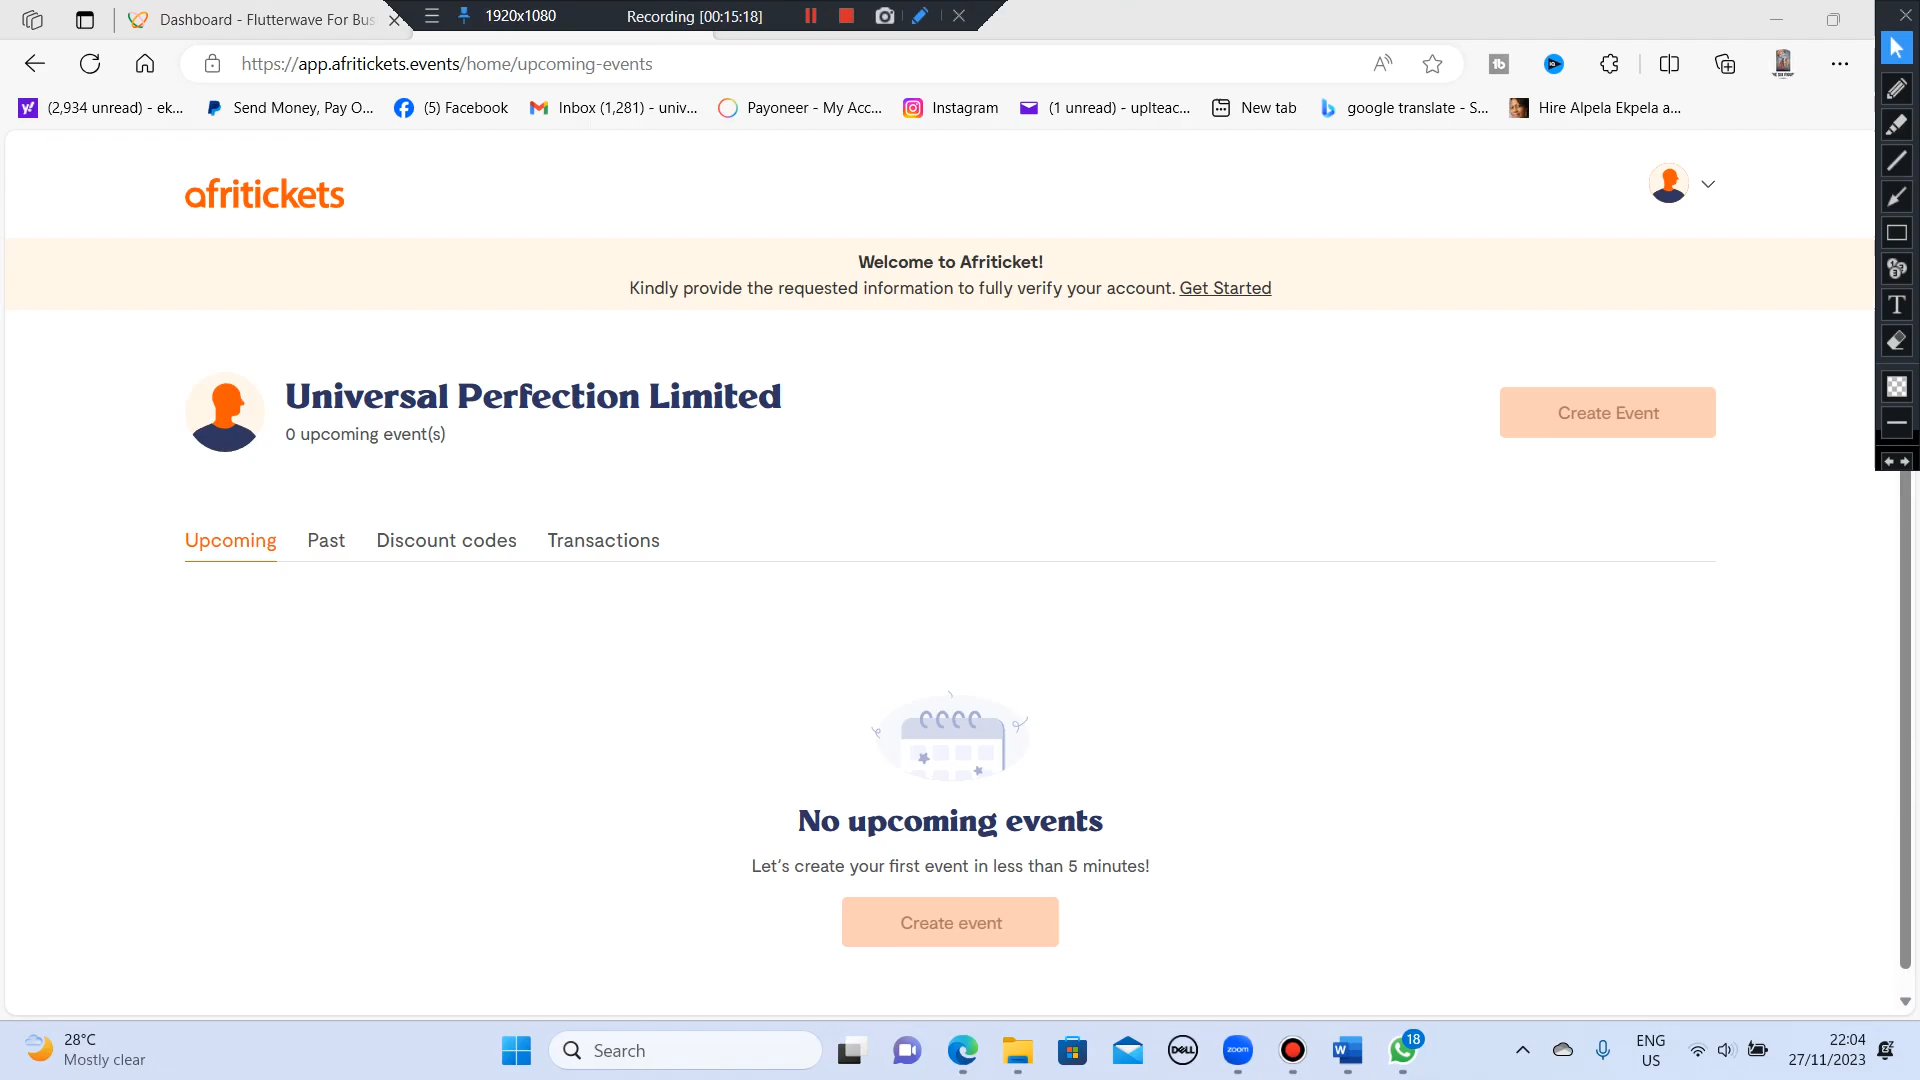 Dashboard - Flutterwave For Bus
1920x1080
Recording [00:15:18]
https://app.afritickets.events/home/upcoming-events
(2,934 unread) - ek...
Send Money, Pay O...
(5) Facebook
Inbox (1,281) - univ...
Payoneer - My Acc...
Instagram
(1 unread) - uplteac...
New tab
google translate - S...
Hire Alpela Ekpela a...
afritickets
Welcome to Afriticket!
Kindly provide the requested information to fully verify your account. Get Started
Universal Perfection Limited
0 upcoming event(s)
Create Event
Upcoming
Past
Discount codes
Transactions
No upcoming events
Let's create your first event in less than 5 minutes!
Create event
28°C
Mostly clear
Search
DELL
zoom
W
18
ENG
US
22:04
27/11/2023